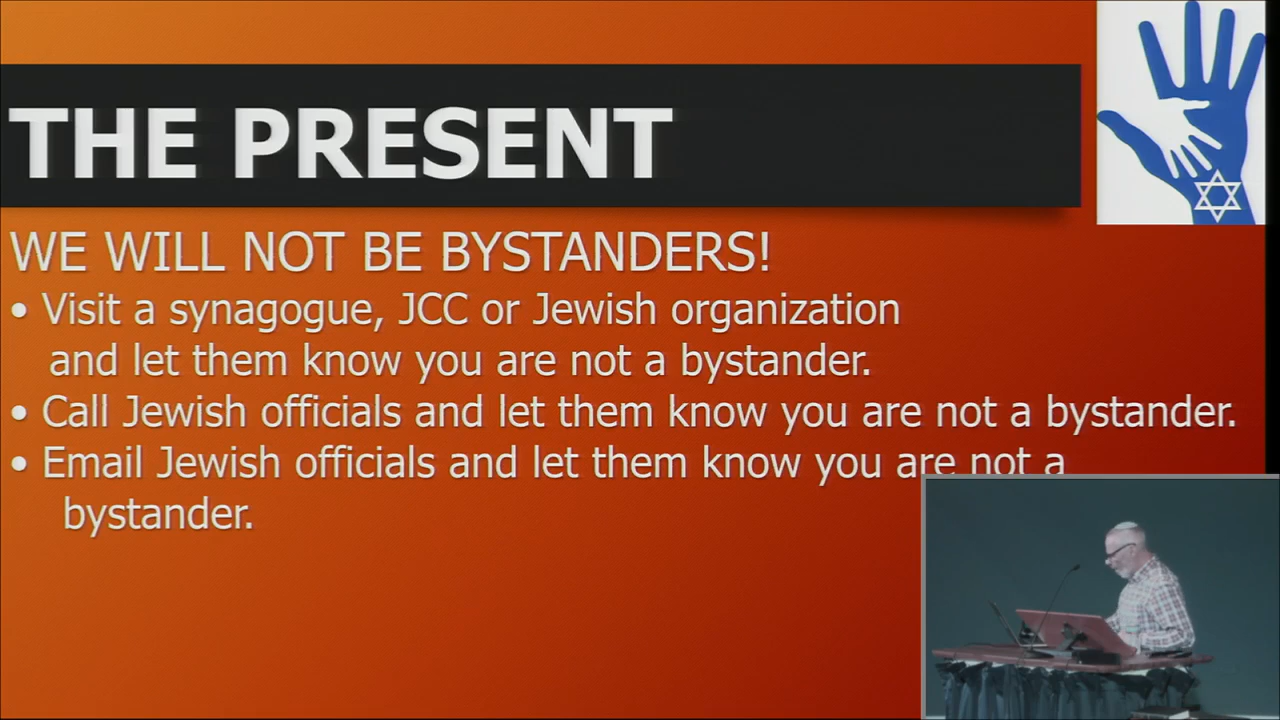 THE PRESENT
WE WILL NOT BE BYSTANDERS!
• Visit a synagogue, JCC or Jewish organization
and let them know you are not a bystander.
• Call Jewish officials and let them know you are not a bystander.
• Email Jewish officials and let them know you are not a
bystander.